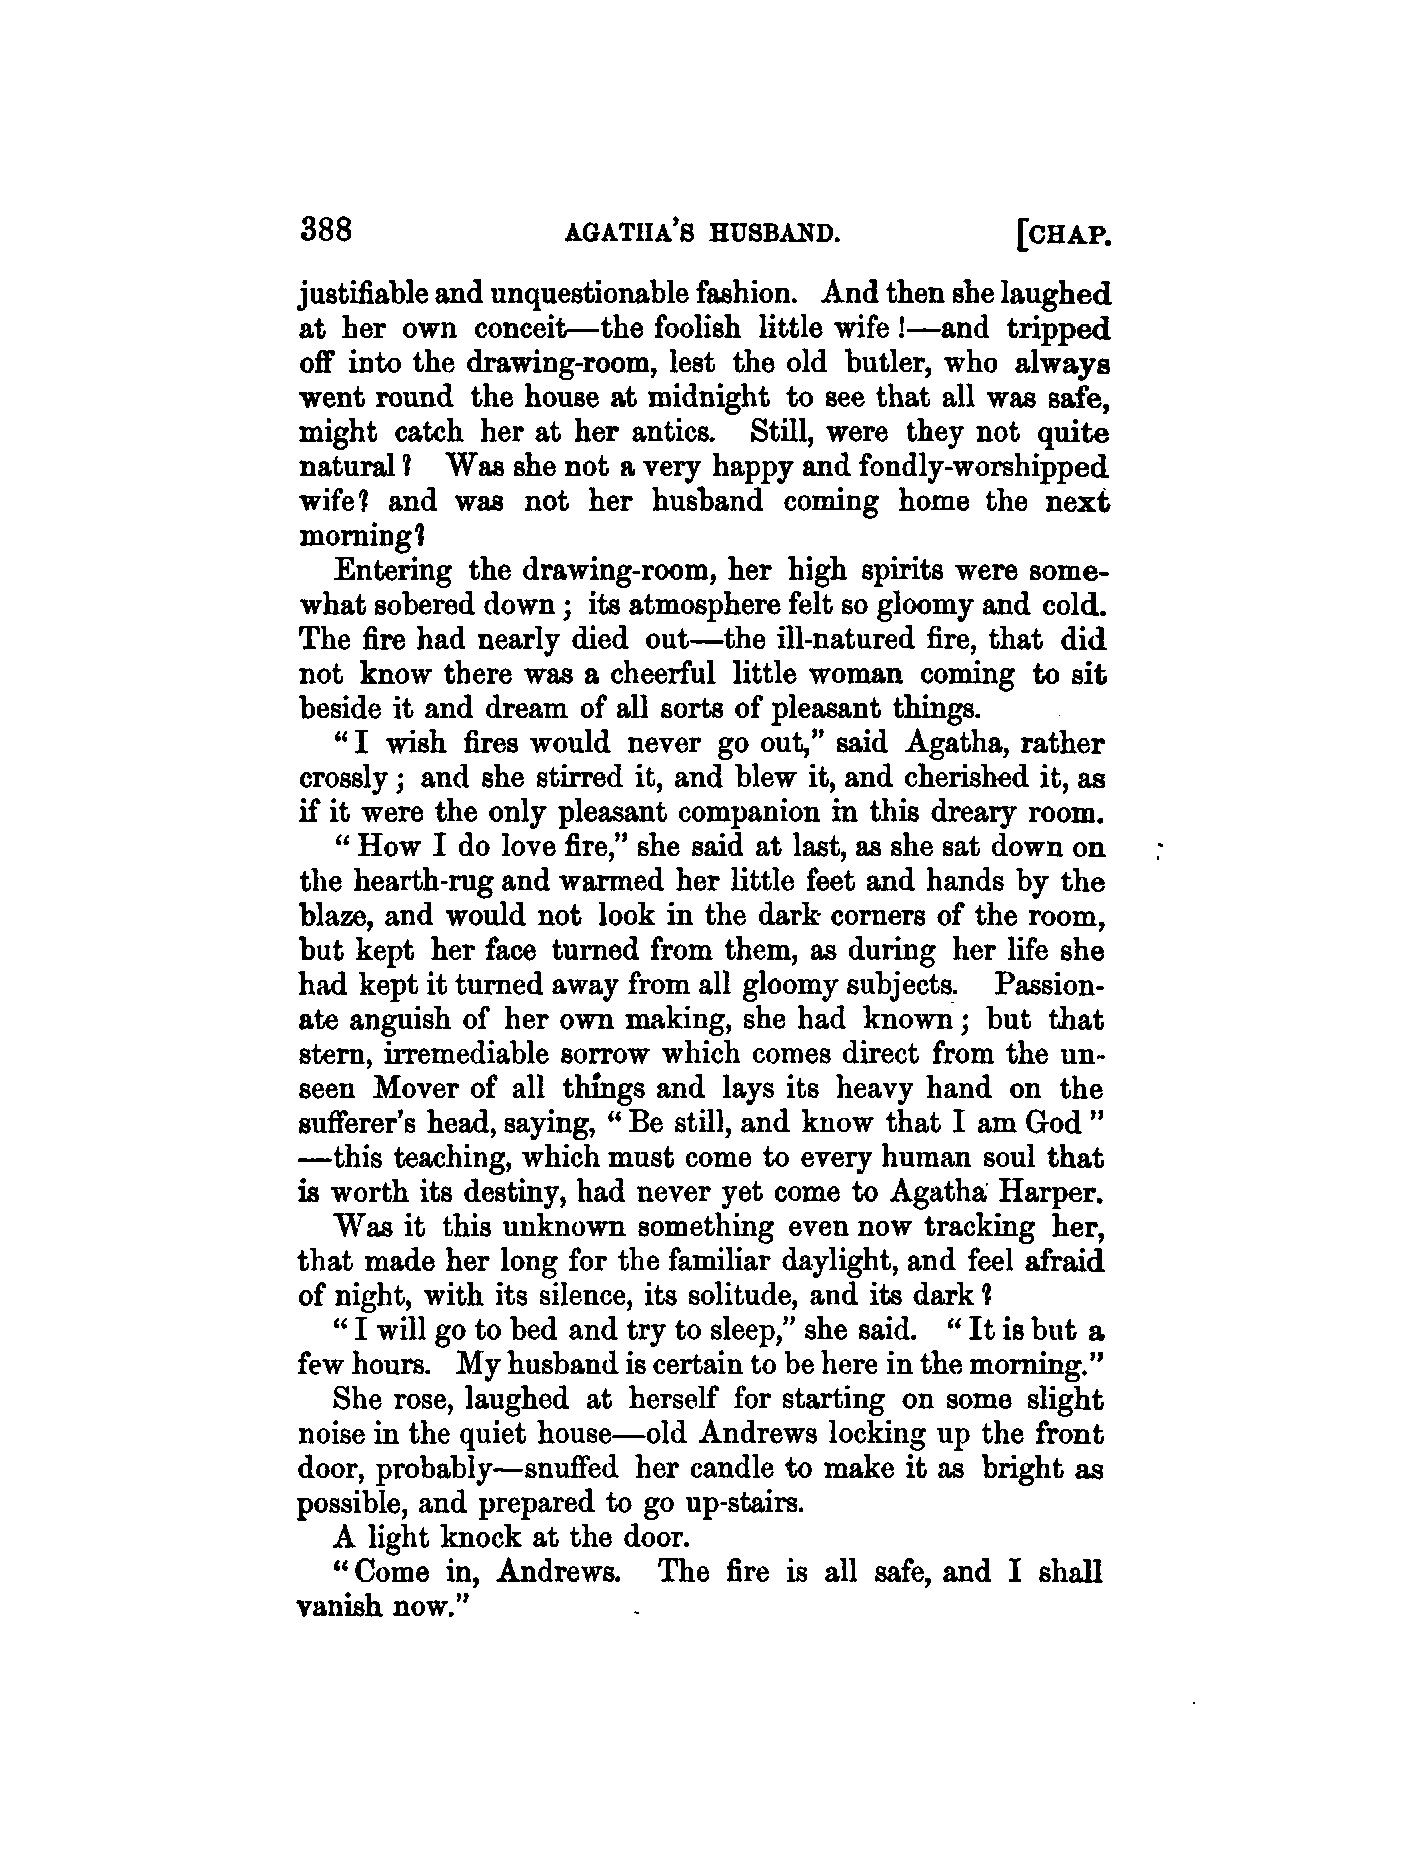 388 AGATHA'S HUSBAND. [CHAP.
justifiable and unquestionable fashion. And then she laughed
at her own conceit—the foolish little wife!—and tripped
off into the drawing-room, lest the old butler, who always
went round the house at midnight to see that all was safe,
might catch her at her antics. Still, were they not quite
natural? Was she not a very happy and fondly-worshipped
wife? and was not her husband coming home the next
morning?
Entering the drawing-room, her high spirits were some-
what sobered down; its atmosphere felt so gloomy and cold.
The fire had nearly died out—the ill-natured fire, that did
not know there was a cheerful little woman coming to sit
beside it and dream of all sorts of pleasant things.
"I wish fires would never go out," said Agatha, rather
crossly; and she stirred it, and blew it, and cherished it, as
if it were the only pleasant companion in this dreary room.
"How I do love fire," she said at last, as she sat down on
the hearth-rug and warmed her little feet and hands by the
blaze, and would not look in the dark corners of the room,
but kept her face turned from them, as during her life she
had kept it turned away from all gloomy subjects. Passion-
ate anguish of her own making, she had known; but that
stern, irremediable sorrow which comes direct from the un-
seen Mover of all things and lays its heavy hand on the
sufferer's head, saying, "Be still, and know that I am God"
—this teaching, which must come to every human soul that
is worth its destiny, had never yet come to Agatha Harper.
Was it this unknown something even now tracking her,
that made her long for the familiar daylight, and feel afraid
of night, with its silence, its solitude, and its dark?
"I will go to bed and try to sleep," she said. "It is but a
few hours. My husband is certain to be here in the morning."
She rose, laughed at herself for starting on some slight
noise in the quiet house—old Andrews locking up the front
door, probably—snuffed her candle to make it as bright as
possible, and prepared to go up-stairs.
A light knock at the door.
"Come in, Andrews. The fire is all safe, and I shall
vanish now."